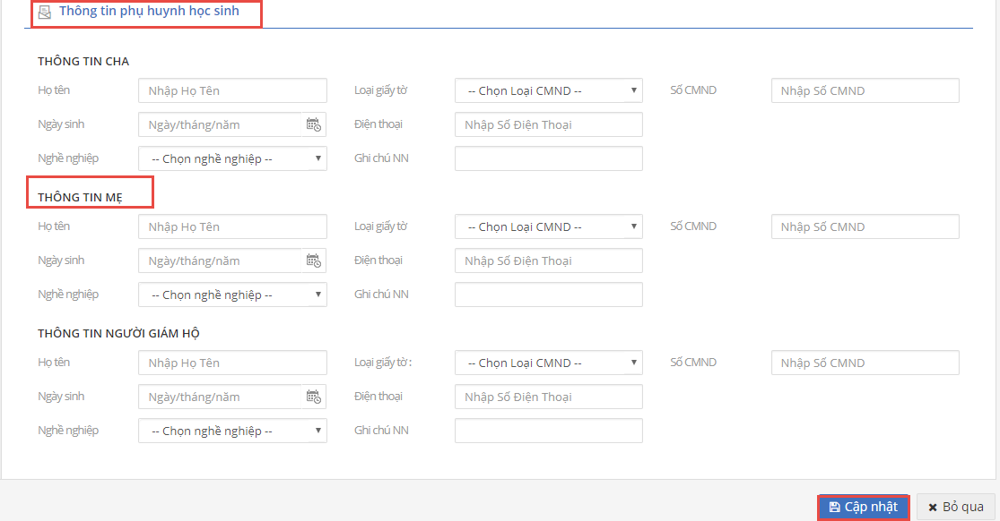 Thông tin phụ huynh học sinh
THÔNG TIN CHA
Họ tên Nhập Họ Tên Loại giấy tờ -- Chọn Loại CMND -- Số CMND Nhập Số CMND
Ngày sinh Ngày/tháng/năm Điện thoại Nhập Số Điện Thoại
Nghề nghiệp -- Chọn nghề nghiệp -- Ghi chú NN
THÔNG TIN MẸ
Họ tên Nhập Họ Tên Loại giấy tờ -- Chọn Loại CMND -- Số CMND Nhập Số CMND
Ngày sinh Ngày/tháng/năm Điện thoại Nhập Số Điện Thoại
Nghề nghiệp -- Chọn nghề nghiệp -- Ghi chú NN
THÔNG TIN NGƯỜI GIÁM HỘ
Họ tên Nhập Họ Tên Loại giấy tờ : -- Chọn Loại CMND -- Số CMND Nhập Số CMND
Ngày sinh Ngày/tháng/năm Điện thoại Nhập Số Điện Thoại
Nghề nghiệp -- Chọn nghề nghiệp -- Ghi chú NN
Cập nhật Bỏ qua